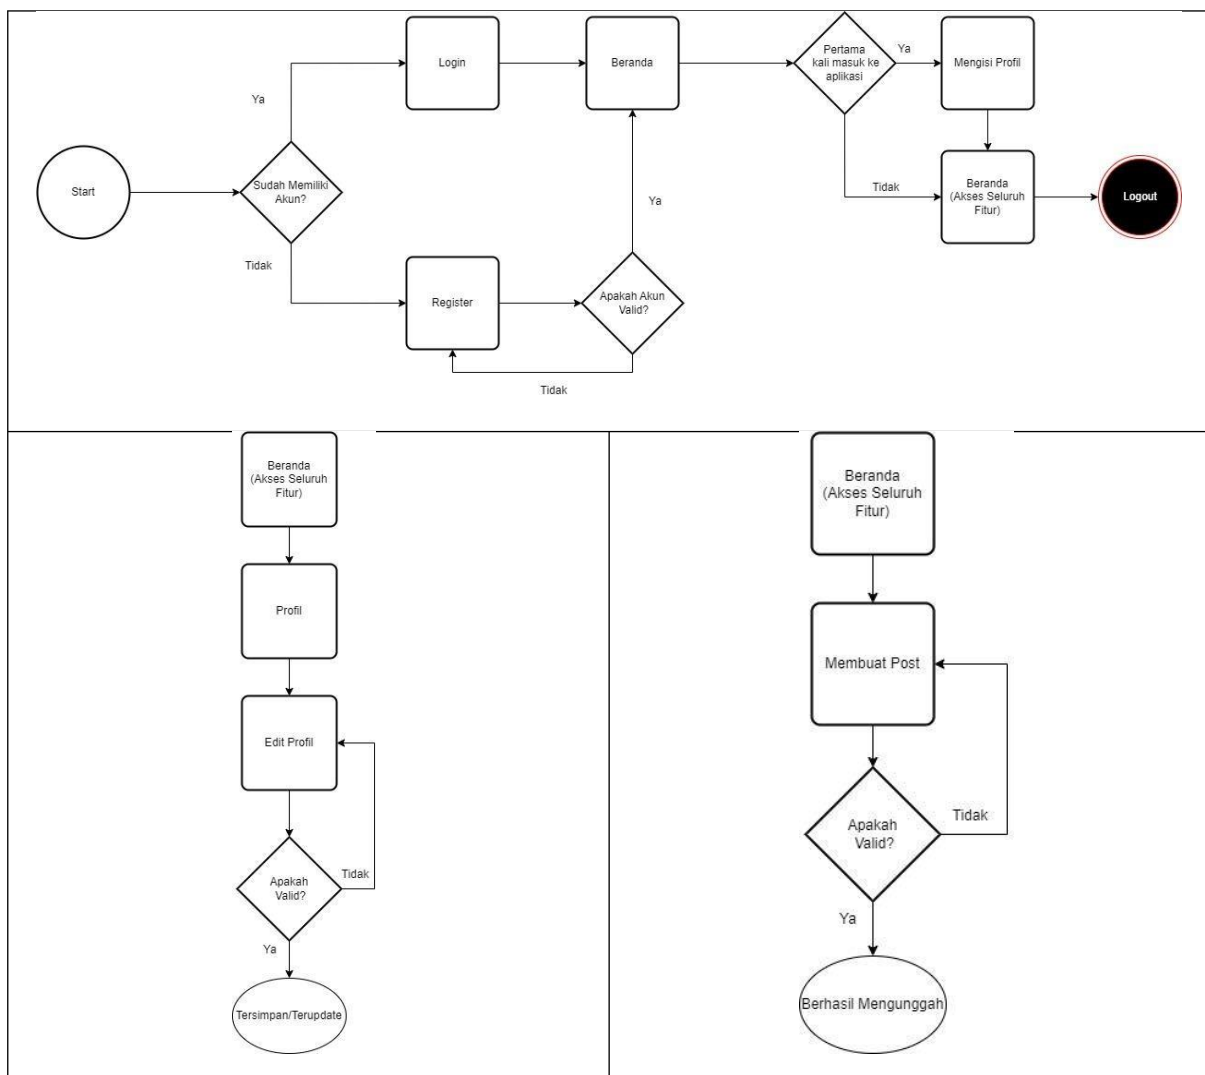 Start
Sudah Memiliki
Akun?
Ya
Tidak
Login
Register
Beranda
Apakah Akun
Valid?
Ya
Tidak
Pertama
kali masuk ke
aplikasi
Ya
Tidak
Mengisi Profil
Beranda
(Akses Seluruh
Fitur)
Logout
Beranda
(Akses Seluruh
Fitur)
Profil
Edit Profil
Apakah
Valid?
Tidak
Ya
Tersimpan/Terupdate
Beranda
(Akses Seluruh
Fitur)
Membuat Post
Apakah
Valid?
Tidak
Ya
Berhasil Mengunggah